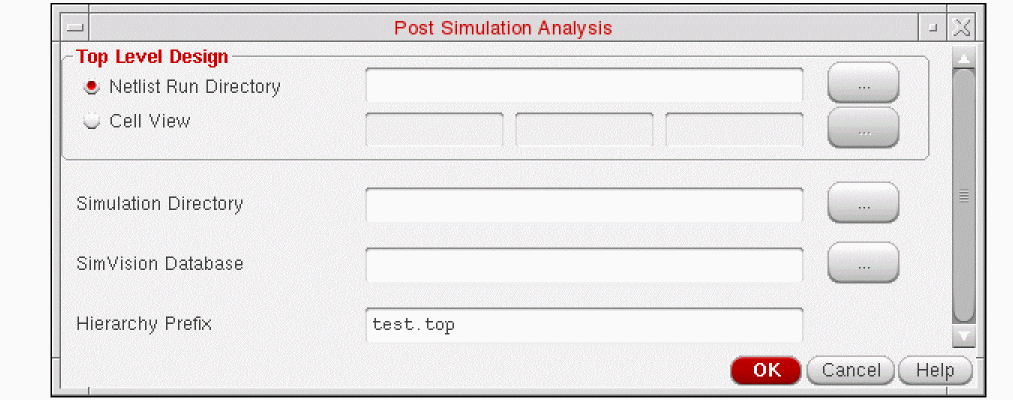 Post Simulation Analysis
Top Level Design
Netlist Run Directory
...
Cell View
...
Simulation Directory
...
SimVision Database
...
Hierarchy Prefix test.top
OK Cancel Help